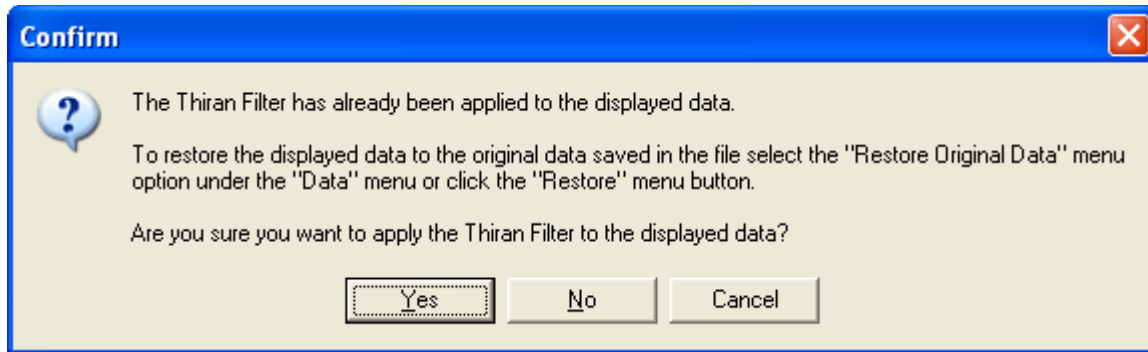 Confirm
The Thiran Filter has already been applied to the displayed data.
To restore the displayed data to the original data saved in the file select the "Restore Original Data" menu
option under the "Data" menu or click the "Restore" menu button.
Are you sure you want to apply the Thiran Filter to the displayed data?
Yes No Cancel